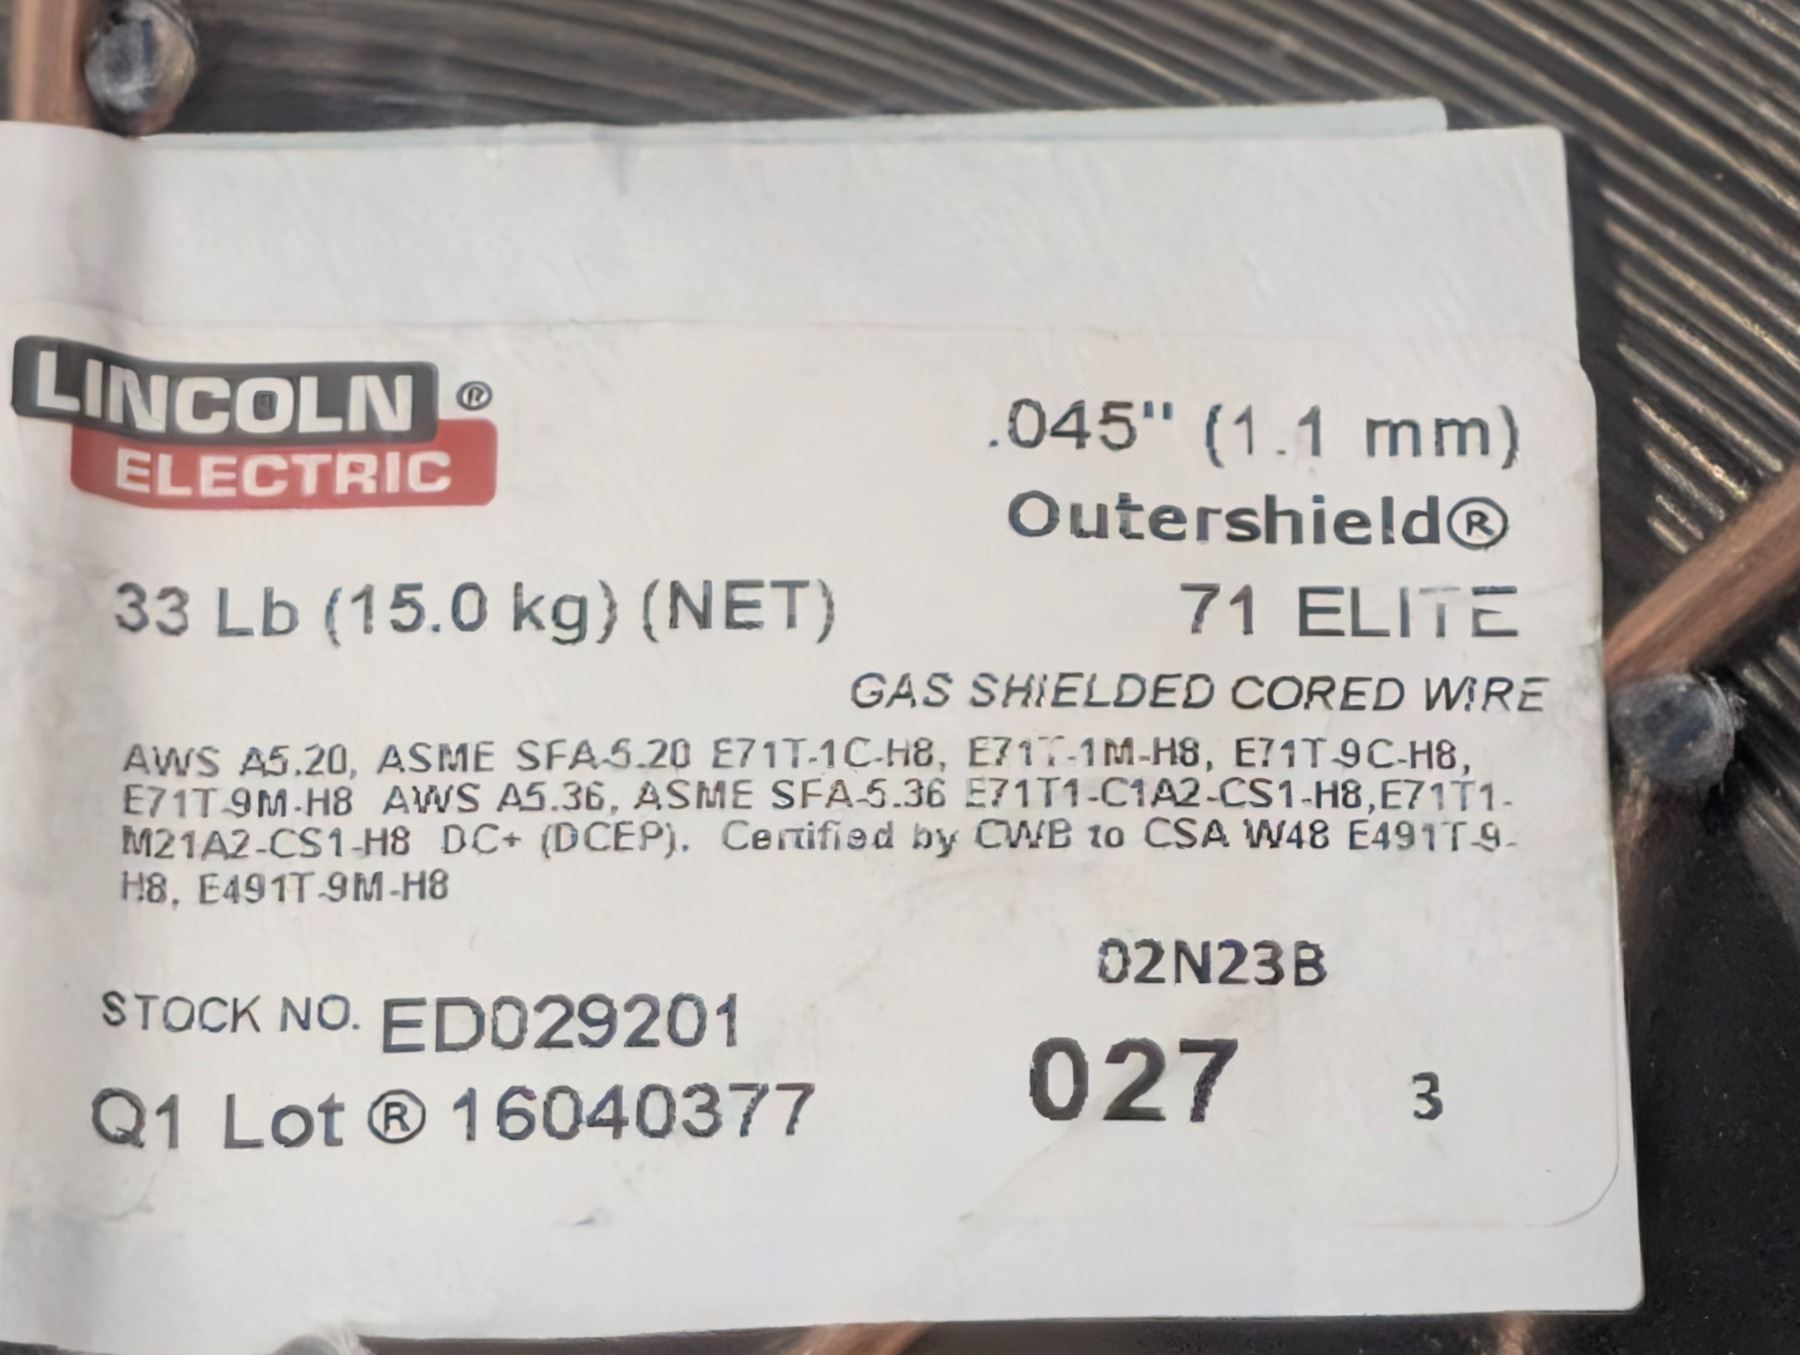 LINCOLN ®
ELECTRIC
.045" (1.1 mm)
Outershield®
33 Lb (15.0 kg) (NET)
71 ELITE
GAS SHIELDED CORED WIRE
AWS A5.20, ASME SFA-5.20 E71T-1C-H8, E71T-1M-H8, E71T-9C-H8,
E71T-9M-H8 AWS A5.36, ASME SFA-5.36 E71T1-C1A2-CS1-H8,E71T1-
M21A2-CS1-H8 DC+ (DCEP). Certified by CWB to CSA W48 E491T-9-
H8, E491T-9M-H8
02N23B
STOCK NO. ED029201
027 3
Q1 Lot ® 16040377